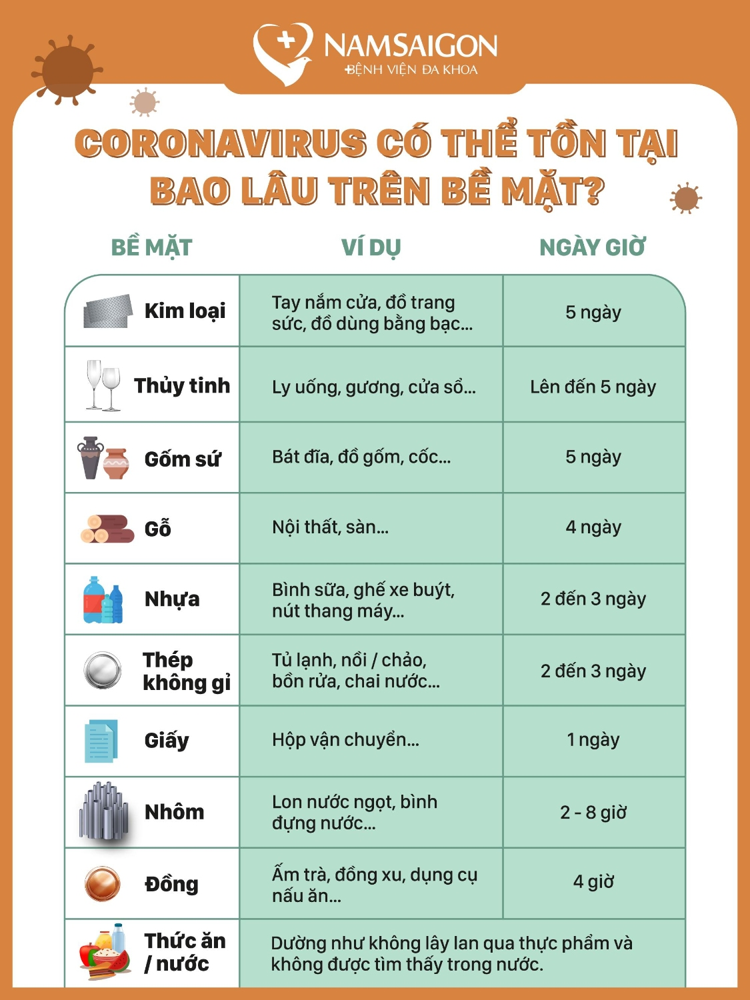 NAMSAIGON
BỆNH VIỆN ĐA KHOA
CORONAVIRUS CÓ THỂ TỒN TẠI
BAO LÂU TRÊN BỀ MẶT?
BỀ MẶT VÍ DỤ NGÀY GIỜ
Kim loại
Tay nắm cửa, đồ trang
sức, đồ dùng bằng bạc...
5 ngày
Thủy tinh
Ly uống, gương, cửa sổ...
Lên đến 5 ngày
Gốm sứ
Bát đĩa, đồ gốm, cốc...
5 ngày
Gỗ
Nội thất, sàn...
4 ngày
Nhựa
Bình sữa, ghế xe buýt,
nút thang máy...
2 đến 3 ngày
Thép
không gỉ
Tủ lạnh, nồi / chảo,
bồn rửa, chai nước...
2 đến 3 ngày
Giấy
Hộp vận chuyển...
1 ngày
Nhôm
Lon nước ngọt, bình
đựng nước...
2 - 8 giờ
Đồng
Ấm trà, đồng xu, dụng cụ
nấu ăn...
4 giờ
Thức ăn
/ nước
Dường như không lây lan qua thực phẩm và
không được tìm thấy trong nước.